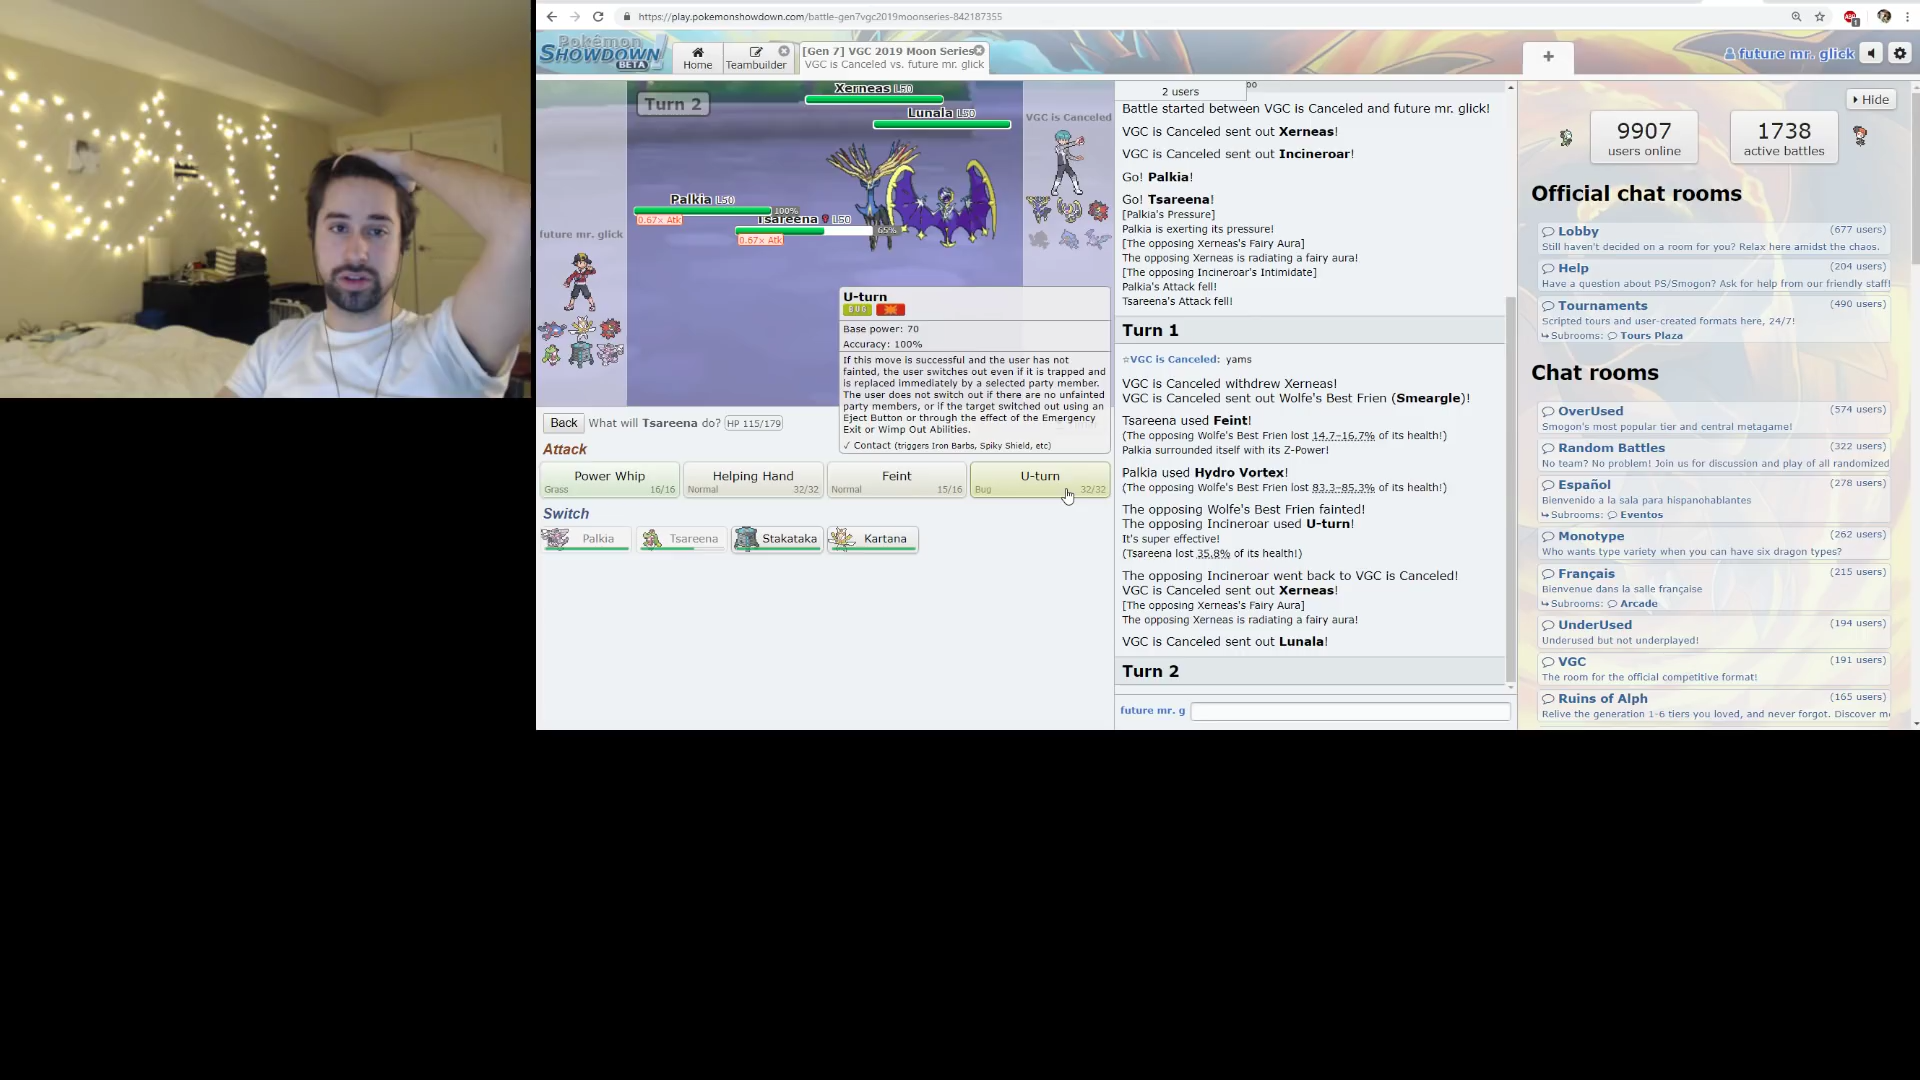 https://play.pokemonshowdown.com/battle-gen7vgc2019moonseries-842187355
Pokémon
SHOWDOWN
BETA
Home
Teambuilder
[Gen 7] VGC 2019 Moon Series
VGC is Canceled vs. future mr. glick
+
future mr. glick
Turn 2
Xerneas L50
Lunala L50
Palkia L50
100%
0.67× Atk
Tsareena L50
65%
0.67× Atk
future mr. glick
VGC is Canceled
U-turn
BUG
Base power: 70
Accuracy: 100%
If this move is successful and the user has not
fainted, the user switches out even if it is trapped and
is replaced immediately by a selected party member.
The user does not switch out if there are no unfainted
party members, or if the target switched out using an
Eject Button or through the effect of the Emergency
Exit or Wimp Out Abilities.
✓ Contact (triggers Iron Barbs, Spiky Shield, etc)
Back What will Tsareena do? HP 115/179
Attack
Power Whip
Grass 16/16
Helping Hand
Normal 32/32
Feint
Normal 15/16
U-turn
Bug 32/32
Switch
Palkia
Tsareena
Stakataka
Kartana
2 users
Battle started between VGC is Canceled and future mr. glick!
VGC is Canceled sent out Xerneas!
VGC is Canceled sent out Incineroar!
Go! Palkia!
Go! Tsareena!
[Palkia's Pressure]
Palkia is exerting its pressure!
[The opposing Xerneas's Fairy Aura]
The opposing Xerneas is radiating a fairy aura!
[The opposing Incineroar's Intimidate]
Palkia's Attack fell!
Tsareena's Attack fell!
Turn 1
☆VGC is Canceled: yams
VGC is Canceled withdrew Xerneas!
VGC is Canceled sent out Wolfe's Best Frien (Smeargle)!
Tsareena used Feint!
(The opposing Wolfe's Best Frien lost 14.7-16.7% of its health!)
Palkia surrounded itself with its Z-Power!
Palkia used Hydro Vortex!
(The opposing Wolfe's Best Frien lost 83.3-85.3% of its health!)
The opposing Wolfe's Best Frien fainted!
The opposing Incineroar used U-turn!
It's super effective!
(Tsareena lost 35.8% of its health!)
The opposing Incineroar went back to VGC is Canceled!
VGC is Canceled sent out Xerneas!
[The opposing Xerneas's Fairy Aura]
The opposing Xerneas is radiating a fairy aura!
VGC is Canceled sent out Lunala!
Turn 2
future mr. g
Hide
9907
users online
1738
active battles
Official chat rooms
Lobby (677 users)
Still haven't decided on a room for you? Relax here amidst the chaos.
Help (204 users)
Have a question about PS/Smogon? Ask for help from our friendly staff!
Tournaments (490 users)
Scripted tours and user-created formats here, 24/7!
Subrooms: Tours Plaza
Chat rooms
OverUsed (574 users)
Smogon's most popular tier and central metagame!
Random Battles (322 users)
No team? No problem! Join us for discussion and play of all randomized
Español (278 users)
Bienvenido a la sala para hispanohablantes
Subrooms: Eventos
Monotype (262 users)
Who wants type variety when you can have six dragon types?
Français (215 users)
Bienvenue dans la salle française
Subrooms: Arcade
UnderUsed (194 users)
Underused but not underplayed!
VGC (191 users)
The room for the official competitive format!
Ruins of Alph (165 users)
Relive the generation 1-6 tiers you loved, and never forgot. Discover